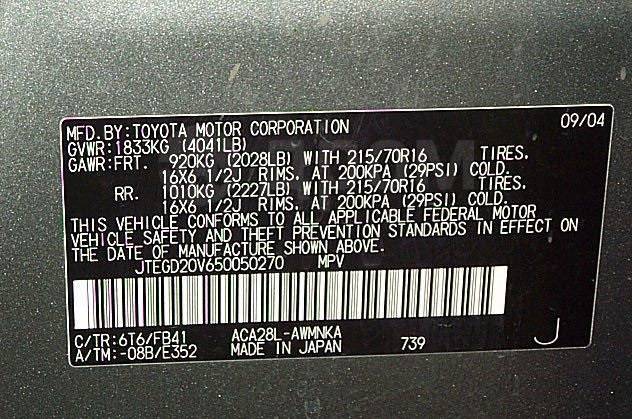 MFD.BY:TOYOTA MOTOR CORPORATION 09/04
GVWR:1833KG (4041LB)
GAWR:FRT. 920KG (2028LB) WITH 215/70R16 TIRES.
16X6 1/2J RIMS. AT 200KPA (29PSI) COLD.
RR. 1010KG (2227LB) WITH 215/70R16 TIRES.
16X6 1/2J RIMS. AT 200KPA (29PSI) COLD.
THIS VEHICLE CONFORMS TO ALL APPLICABLE FEDERAL MOTOR
VEHICLE SAFETY AND THEFT PREVENTION STANDARDS IN EFFECT ON
THE DATE OF MANUFACTURE SHOWN ABOVE.
JTEGD20V650050270 MPV
C/TR:6T6/FB41 ACA28L-AWMNKA J
A/TM:-08B/E352 MADE IN JAPAN 739